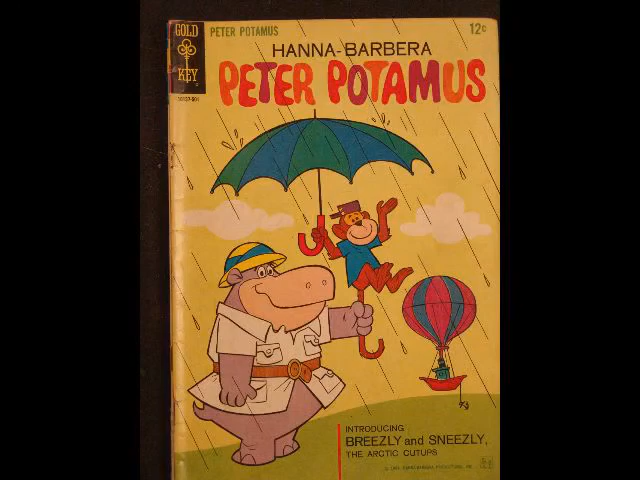 GOLD
KEY
PETER POTAMUS
12¢
HANNA-BARBERA
PETER POTAMUS
INTRODUCING
BREEZLY and SNEEZLY,
THE ARCTIC CUTUPS